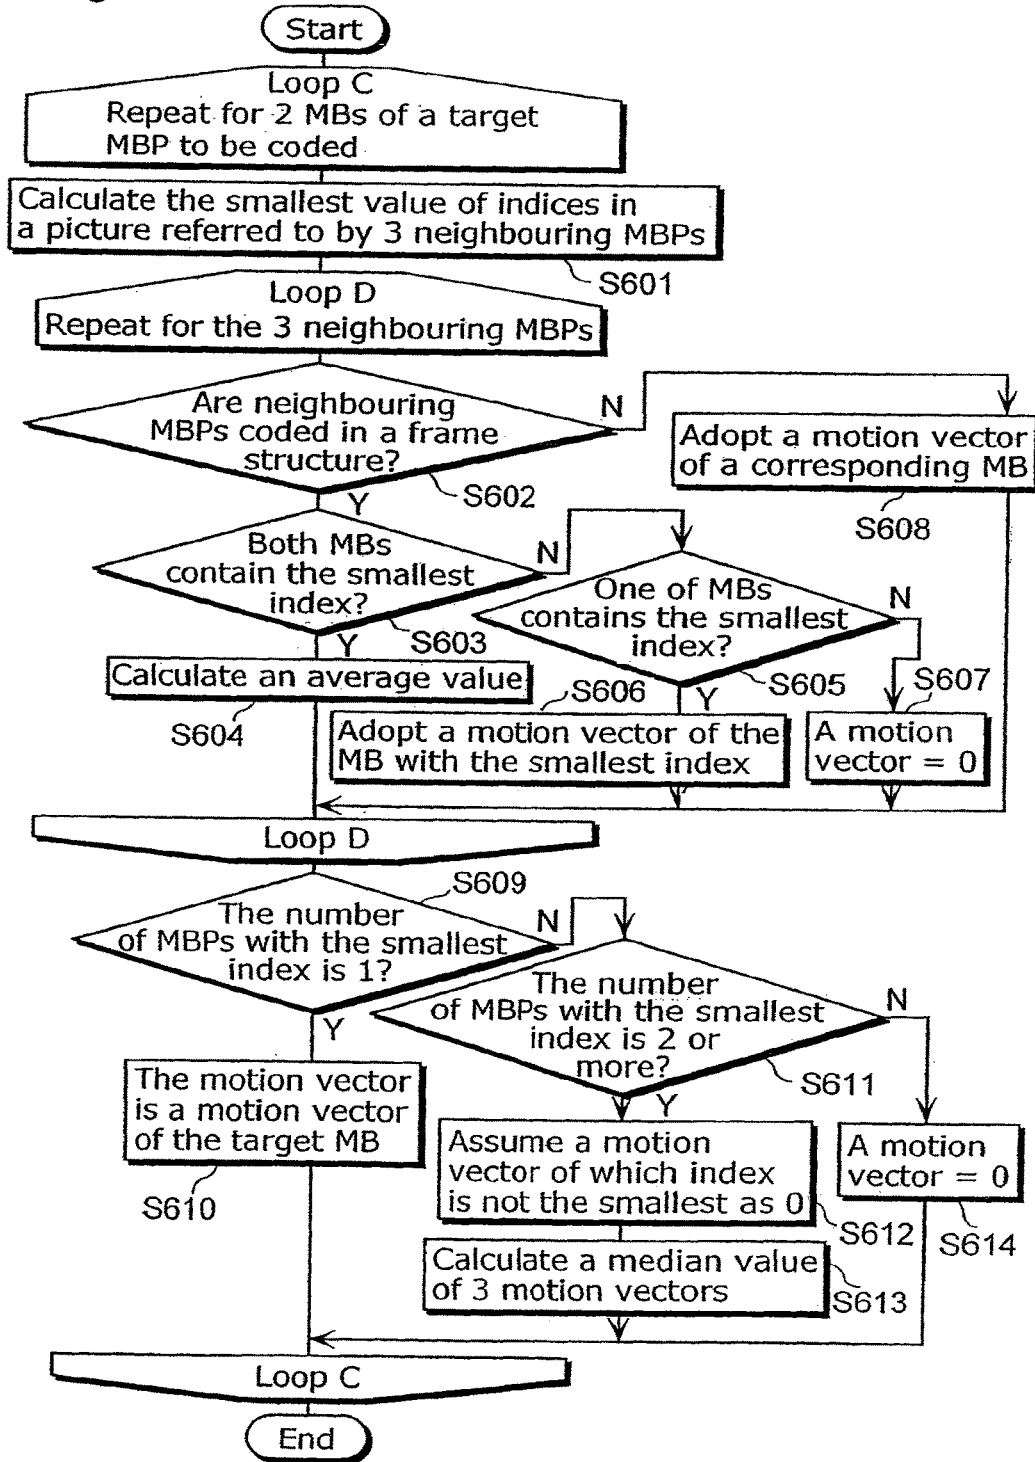 Start
Loop C
Repeat for 2 MBs of a target
MBP to be coded
Calculate the smallest value of indices in
a picture referred to by 3 neighbouring MBPs
S601
Loop D
Repeat for the 3 neighbouring MBPs
Are neighbouring
MBPs coded in a frame
structure?
N
S602
Y
Adopt a motion vector
of a corresponding MB
S608
Both MBs
contain the smallest
index?
N
S603
Y
One of MBs
contains the smallest
index?
N
S605
Y
Calculate an average value
S604
S606
Adopt a motion vector of the
MB with the smallest index
S607
A motion
vector = 0
Loop D
S609
The number
of MBPs with the smallest
index is 1?
N
Y
The number
of MBPs with the smallest
index is 2 or
more?
N
S611
Y
The motion vector
is a motion vector
of the target MB
S610
Assume a motion
vector of which index
is not the smallest as 0
S612
A motion
vector = 0
S614
Calculate a median value
of 3 motion vectors
S613
Loop C
End